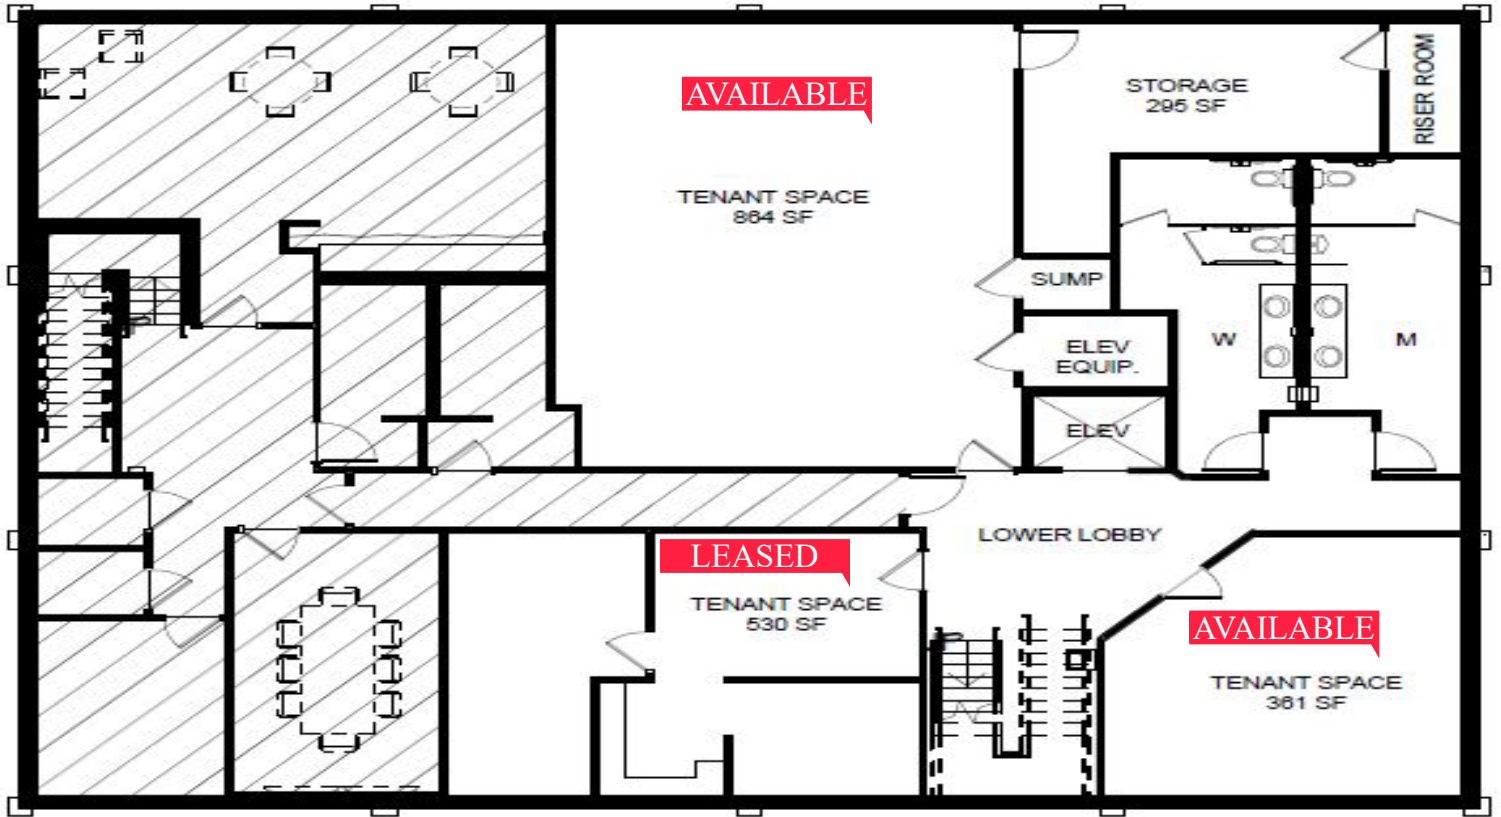 AVAILABLE
TENANT SPACE
864 SF
STORAGE
295 SF
RISER ROOM
SUMP
ELEV
EQUIP.
ELEV
W
M
LOWER LOBBY
LEASED
TENANT SPACE
530 SF
AVAILABLE
TENANT SPACE
361 SF